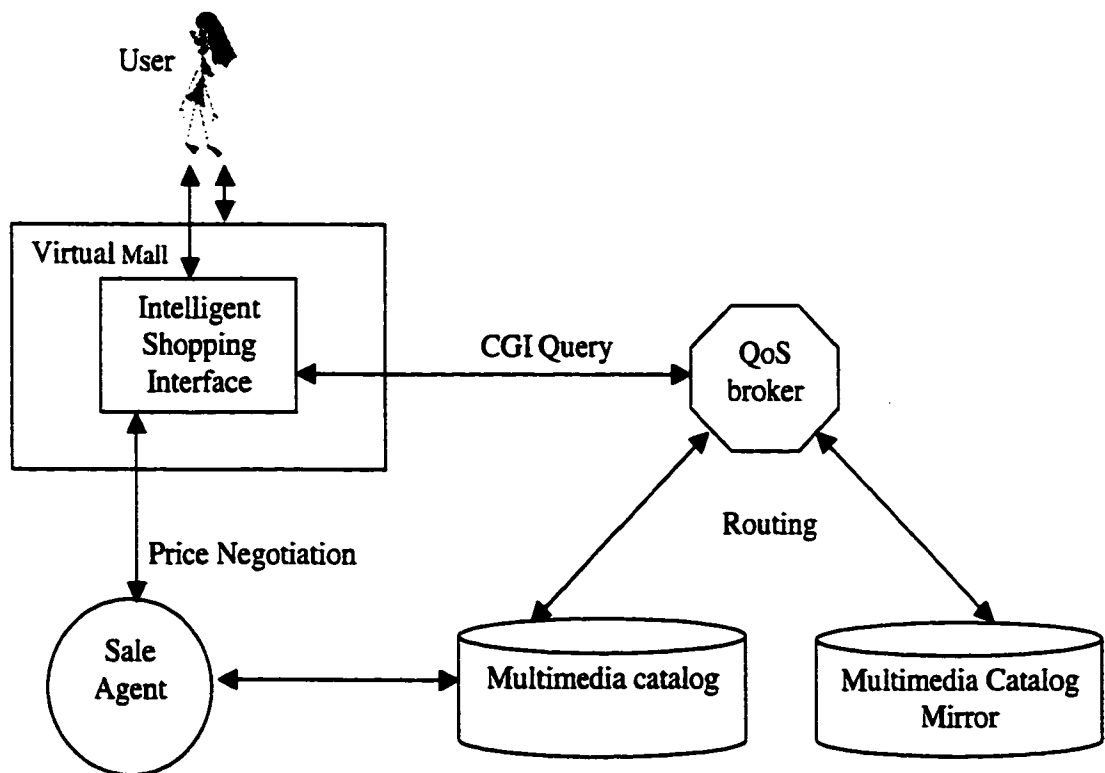 User
Virtual Mall
Intelligent
Shopping
Interface
CGI Query
QoS
broker
Routing
Price Negotiation
Sale
Agent
Multimedia catalog
Multimedia Catalog
Mirror